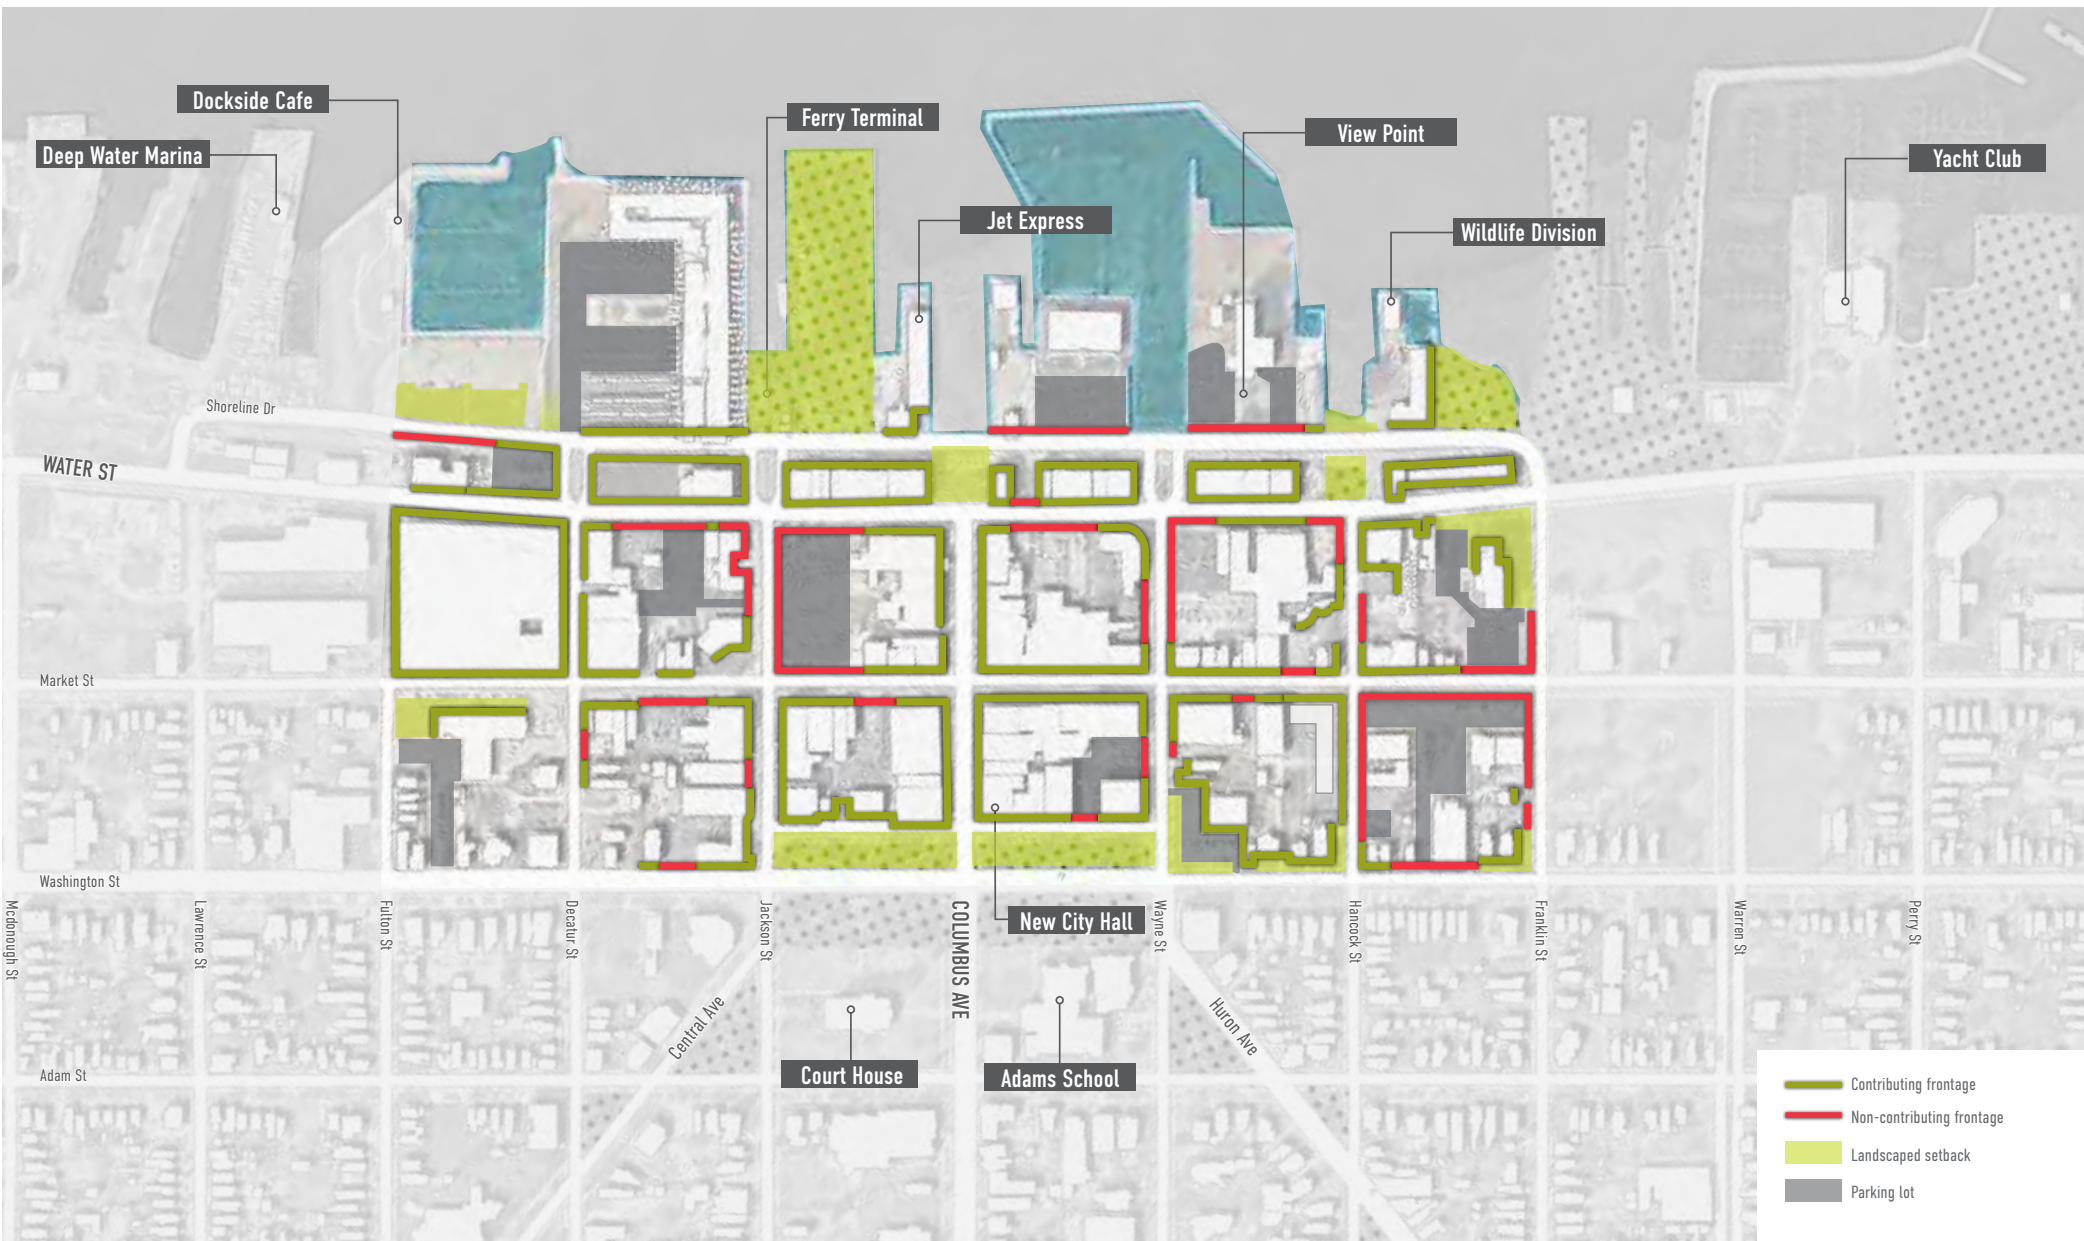 Dockside Cafe
Ferry Terminal
View Point
Deep Water Marina
Yacht Club
Jet Express
Wildlife Division
Shoreline Dr
WATER ST
Market St
Washington St
Mcdonough St
Lawrence St
Fulton St
Decatur St
Jackson St
COLUMBUS AVE
New City Hall
Wayne St
Hancock St
Franklin St
Warren St
Perry St
Central Ave
Huron Ave
Court House
Adams School
Adam St
Contributing frontage
Non-contributing frontage
Landscaped setback
Parking lot